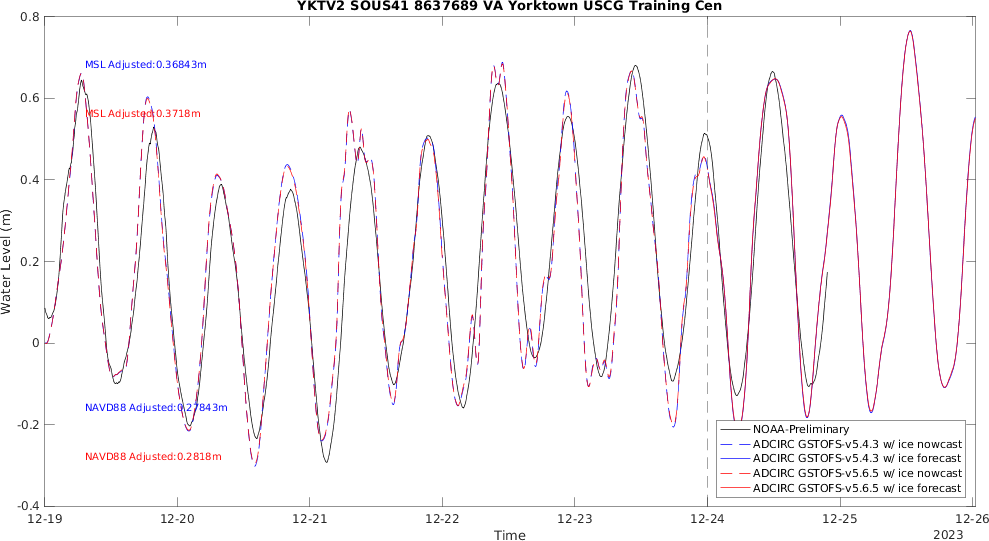 YKTV2 SOUS41 8637689 VA Yorktown USCG Training Cen
0.8
0.6
0.4
0.2
0
-0.2
-0.4
Water Level (m)
MSL Adjusted:0.36843m
MSL Adjusted:0.3718m
NAVD88 Adjusted:0.27843m
NAVD88 Adjusted:0.2818m
NOAA-Preliminary
ADCIRC GSTOFS-v5.4.3 w/ ice nowcast
ADCIRC GSTOFS-v5.4.3 w/ ice forecast
ADCIRC GSTOFS-v5.6.5 w/ ice nowcast
ADCIRC GSTOFS-v5.6.5 w/ ice forecast
12-19 12-20 12-21 12-22 12-23 12-24 12-25 12-26
Time
2023